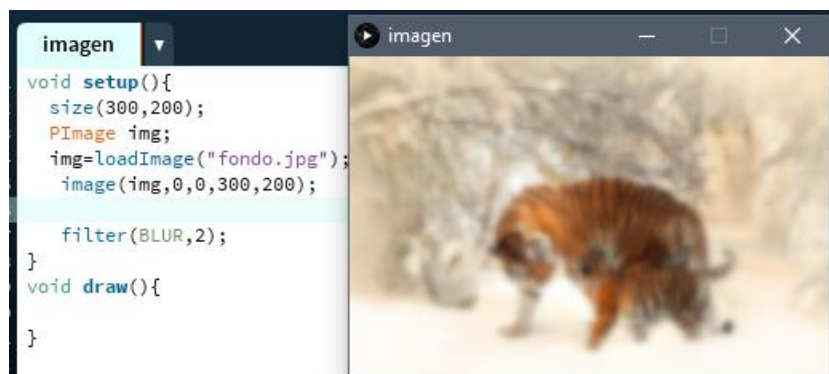 imagen
imagen
void setup(){
size(300,200);
PImage img;
img=loadImage("fondo.jpg");
image(img,0,0,300,200);
filter(BLUR,2);
}
void draw(){
}